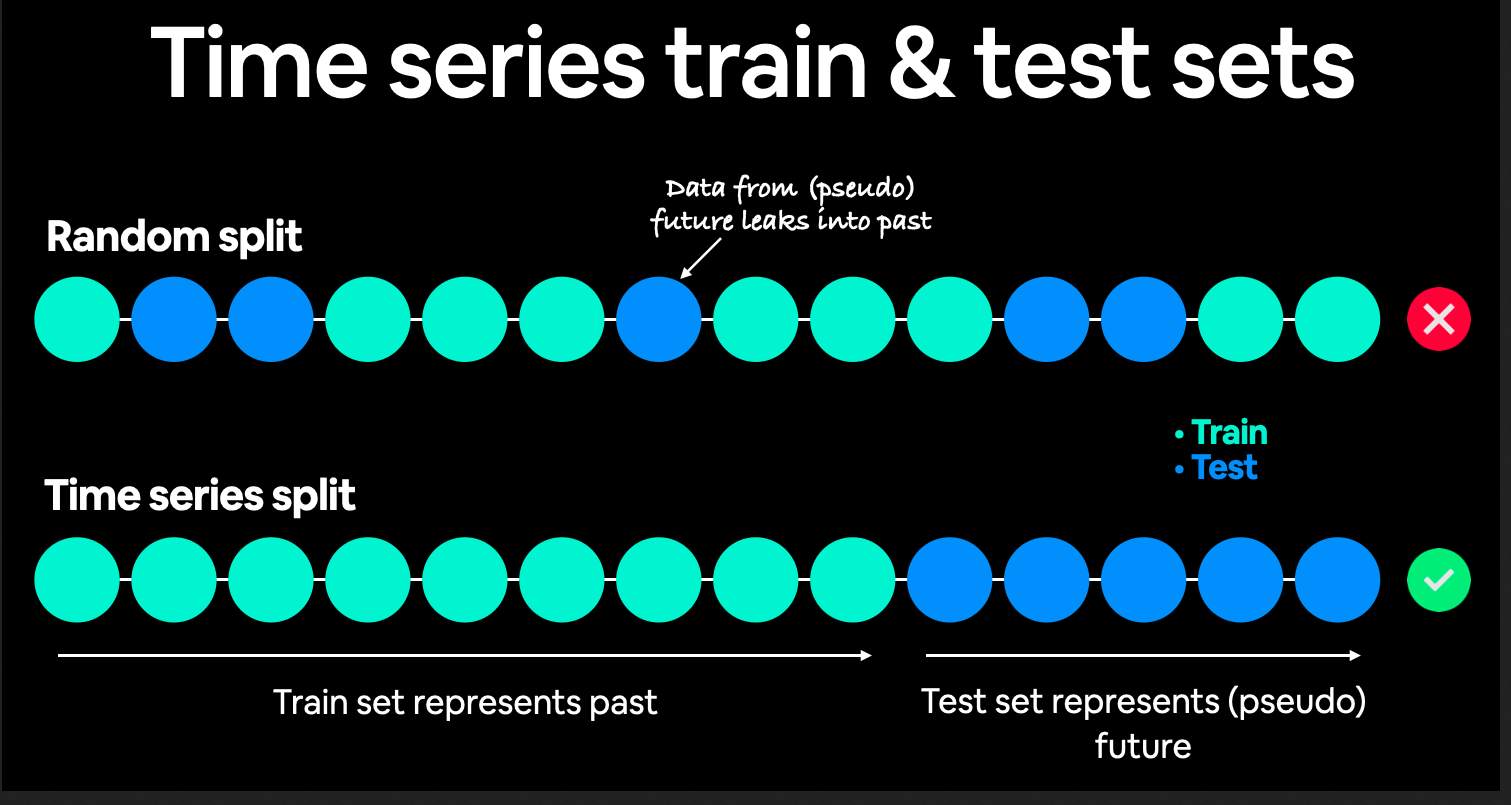 Time series train & test sets
Data from (pseudo)
future leaks into past
Random split
• Train
• Test
Time series split
Train set represents past
Test set represents (pseudo)
future